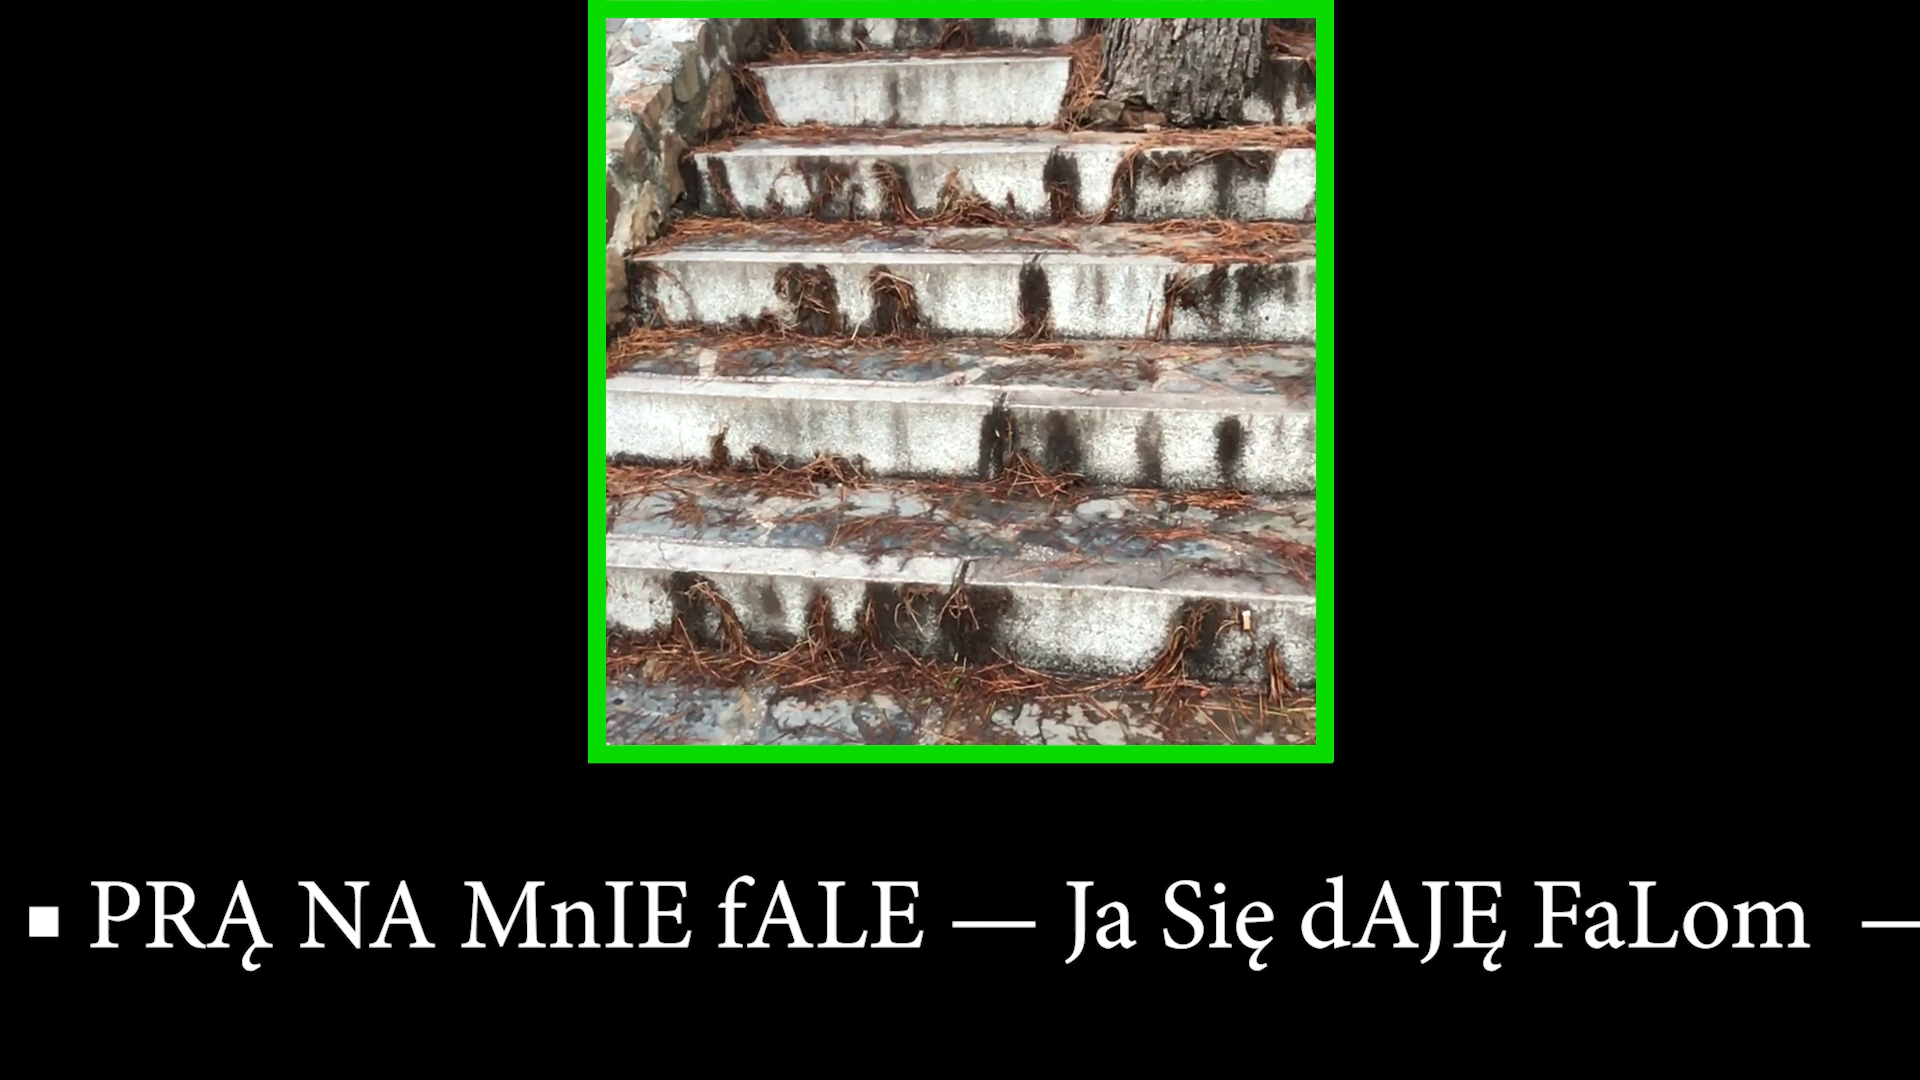 ▪ PRĄ NA MnIE fALE — Ja Się dAJĘ FaLom —